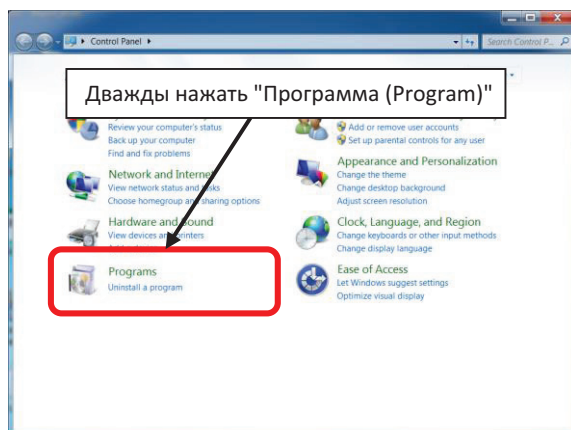 Control Panel
Search Control P...
Дважды нажать "Программа (Program)"
Review your computer's status
Back up your computer
Find and fix problems
Network and Internet
View network status and tasks
Choose homegroup and sharing options
Hardware and Sound
View devices and printers
Programs
Uninstall a program
Add or remove user accounts
Set up parental controls for any user
Appearance and Personalization
Change the theme
Change desktop background
Adjust screen resolution
Clock, Language, and Region
Change keyboards or other input methods
Change display language
Ease of Access
Let Windows suggest settings
Optimize visual display